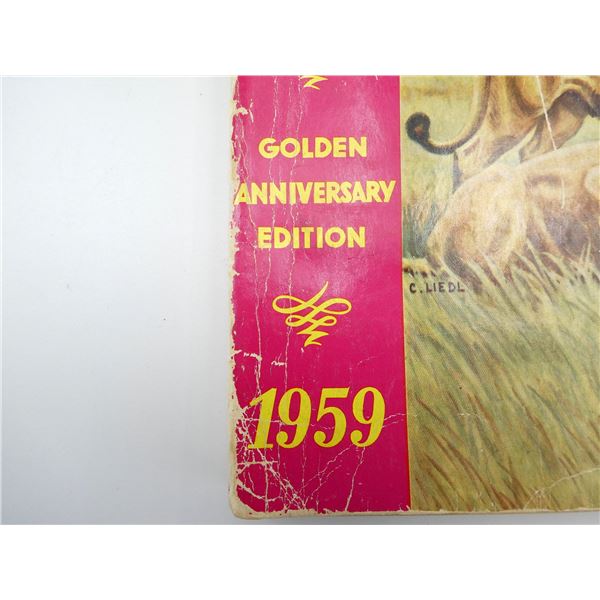 GOLDEN
ANNIVERSARY
EDITION
C. LIEDL
1959